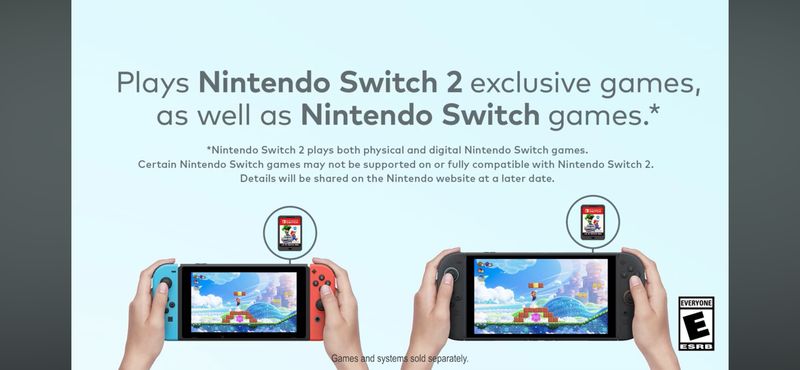 Plays Nintendo Switch 2 exclusive games,
as well as Nintendo Switch games.*
*Nintendo Switch 2 plays both physical and digital Nintendo Switch games.
Certain Nintendo Switch games may not be supported on or fully compatible with Nintendo Switch 2.
Details will be shared on the Nintendo website at a later date.
Games and systems sold separately.
EVERYONE
E
ESRB